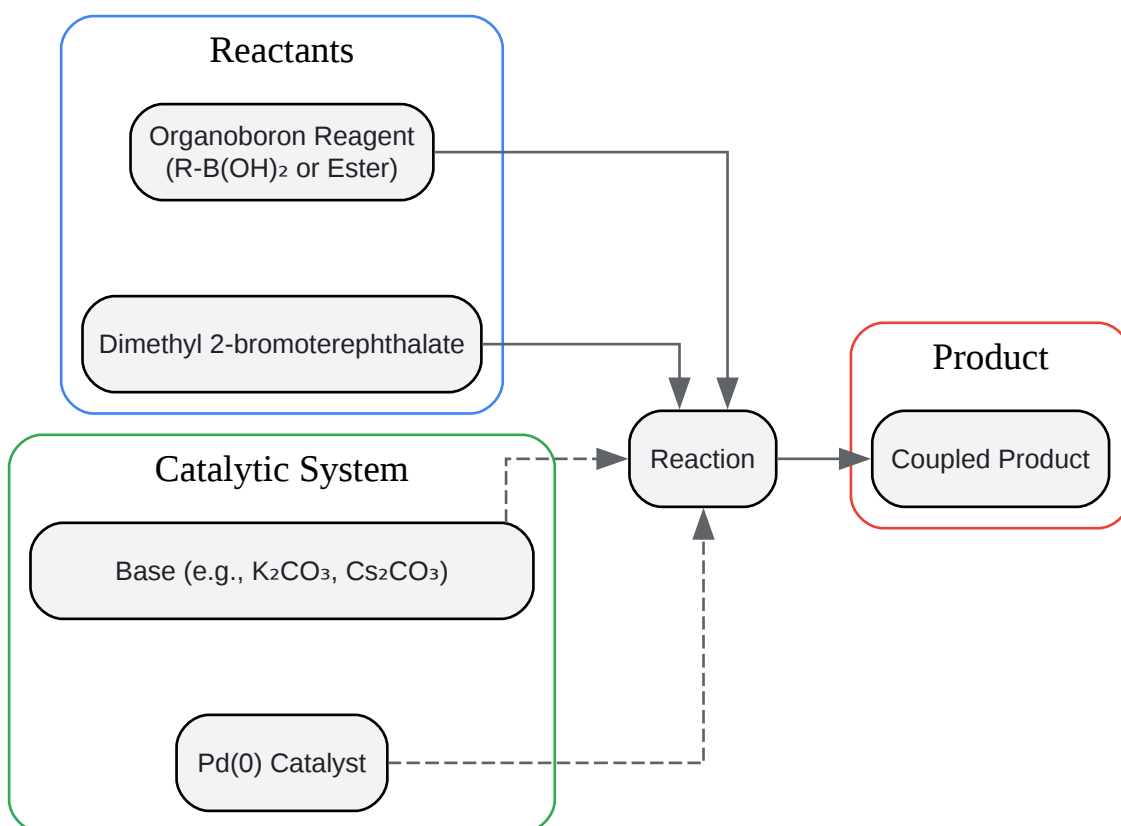 Reactants
Organoboron Reagent
(R-B(OH)₂ or Ester)
Dimethyl 2-bromoterephthalate
Catalytic System
Base (e.g., K₂CO₃, Cs₂CO₃)
Pd(0) Catalyst
Reaction
Product
Coupled Product